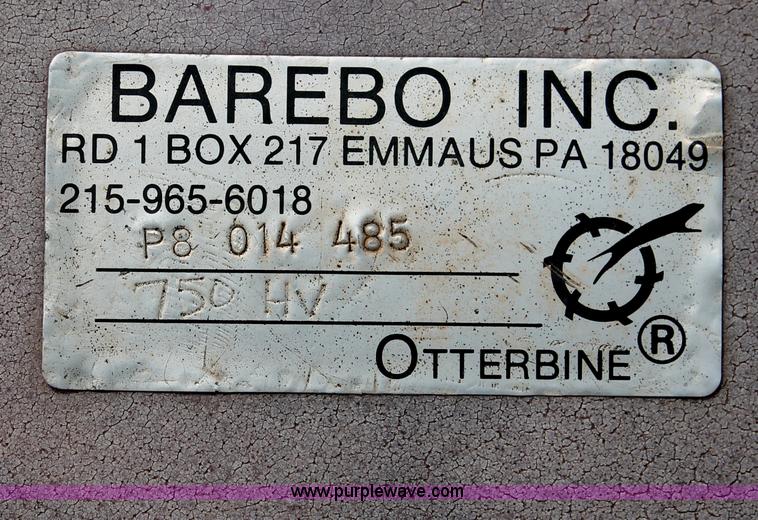 BAREBO INC.
RD 1 BOX 217 EMMAUS PA 18049
215-965-6018
P8 014 485
750 HV
OTTERBINE ®
www.purplewave.com